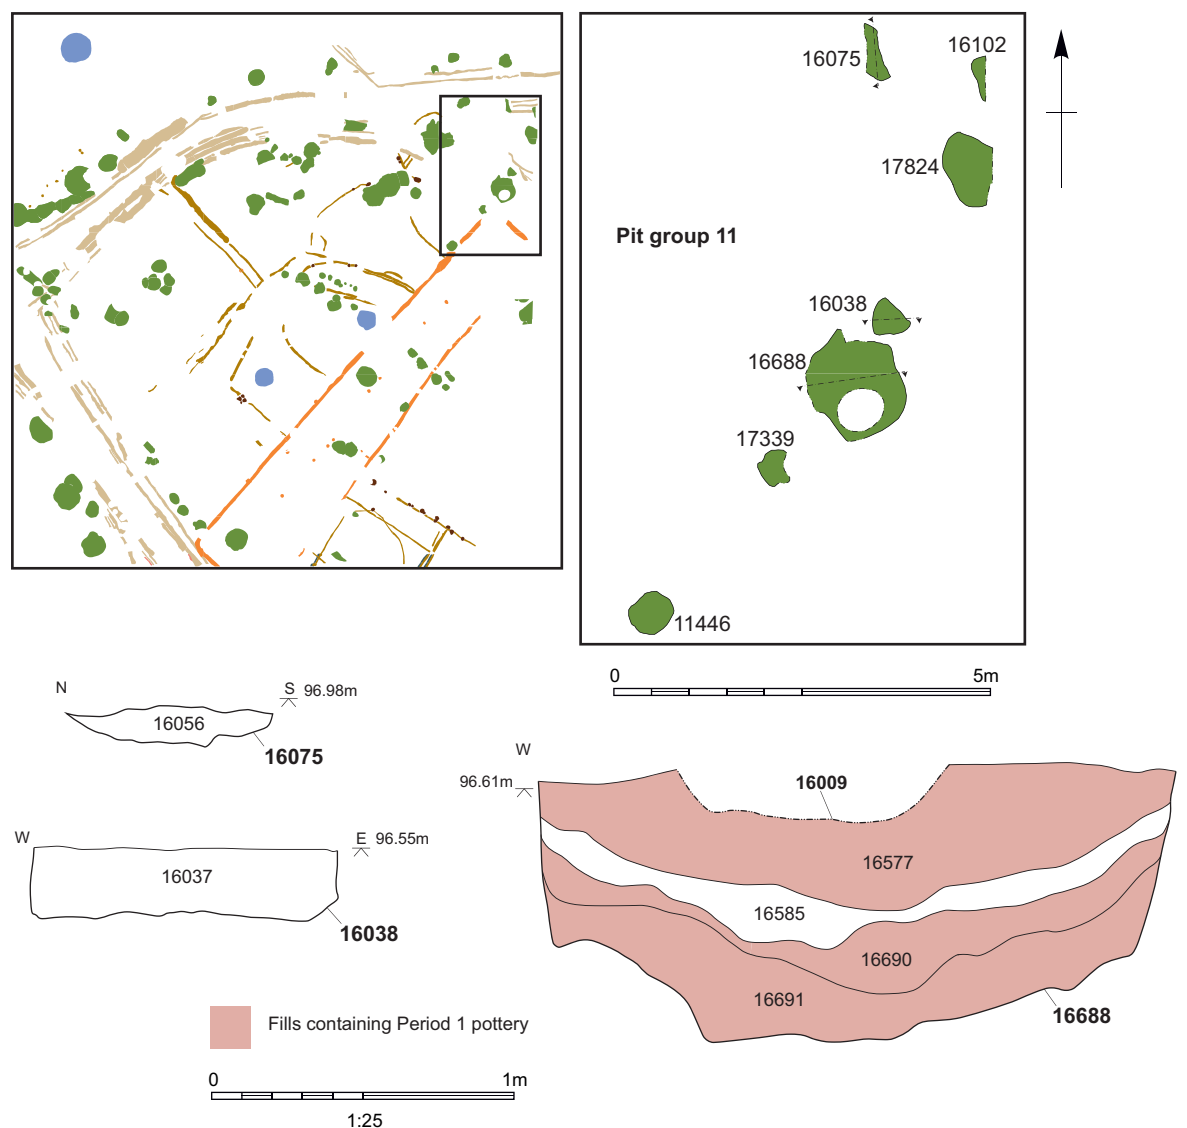 16075
16102
17824
Pit group 11
16038
16688
17339
11446
0 5m
N S 96.98m
16056
16075
W
96.61m
16009
W E 96.55m
16577
16037
16585
16038
16690
16691
16688
Fills containing Period 1 pottery
0 1m
1:25